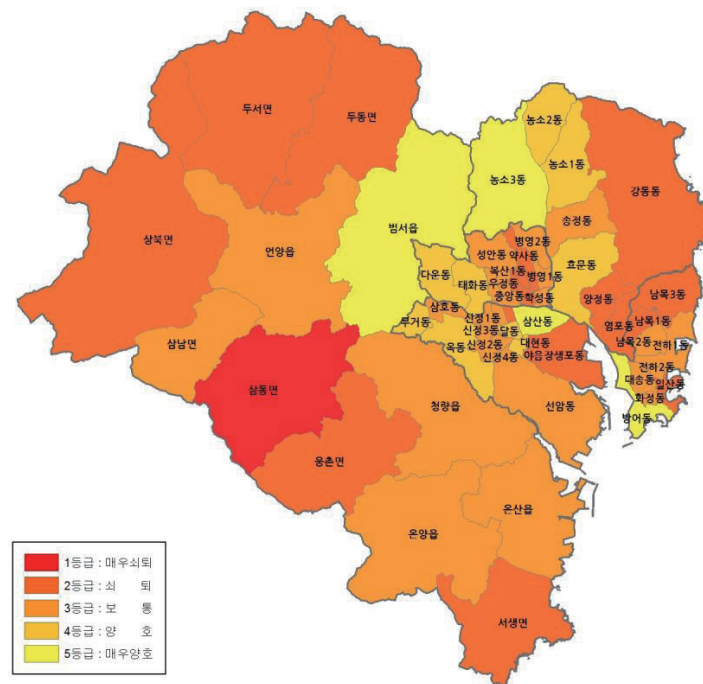 두서면
두동면
농소2동
농소1동
농소3동
강동동
상북면
언양읍
범서읍
송정동
병영2동
성안동
약사동
효문동
다운동
태화동
복산1동
우정동
병영1동
중앙동
학성동
양정동
남목3동
삼호동
무거동
신정1동
삼산동
염포동
남목1동
신정3동
달동
삼남면
옥동
신정2동
대현동
남목2동
전하1동
신정4동
야음장생포동
전하2동
대송동
일산동
화정동
삼동면
청량읍
선암동
방어동
웅촌면
온양읍
온산읍
서생면
1등급 : 매우쇠퇴
2등급 : 쇠 퇴
3등급 : 보 통
4등급 : 양 호
5등급 : 매우양호